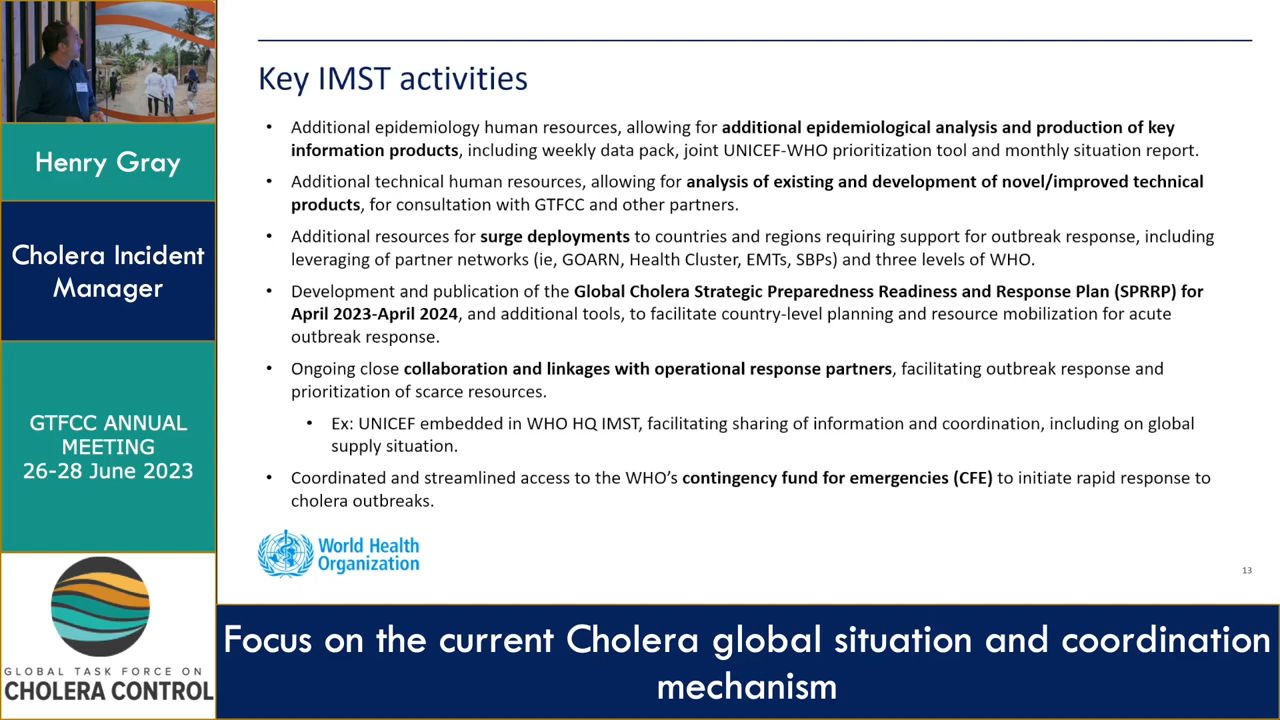 Henry Gray
Cholera Incident
Manager
GTFCC ANNUAL
MEETING
26-28 June 2023
GLOBAL TASK FORCE ON
CHOLERA CONTROL
Key IMST activities
• Additional epidemiology human resources, allowing for additional epidemiological analysis and production of key
information products, including weekly data pack, joint UNICEF-WHO prioritization tool and monthly situation report.
• Additional technical human resources, allowing for analysis of existing and development of novel/improved technical
products, for consultation with GTFCC and other partners.
• Additional resources for surge deployments to countries and regions requiring support for outbreak response, including
leveraging of partner networks (ie, GOARN, Health Cluster, EMTs, SBPs) and three levels of WHO.
• Development and publication of the Global Cholera Strategic Preparedness Readiness and Response Plan (SPRRP) for
April 2023-April 2024, and additional tools, to facilitate country-level planning and resource mobilization for acute
outbreak response.
• Ongoing close collaboration and linkages with operational response partners, facilitating outbreak response and
prioritization of scarce resources.
• Ex: UNICEF embedded in WHO HQ IMST, facilitating sharing of information and coordination, including on global
supply situation.
• Coordinated and streamlined access to the WHO’s contingency fund for emergencies (CFE) to initiate rapid response to
cholera outbreaks.
World Health
Organization
13
Focus on the current Cholera global situation and coordination
mechanism